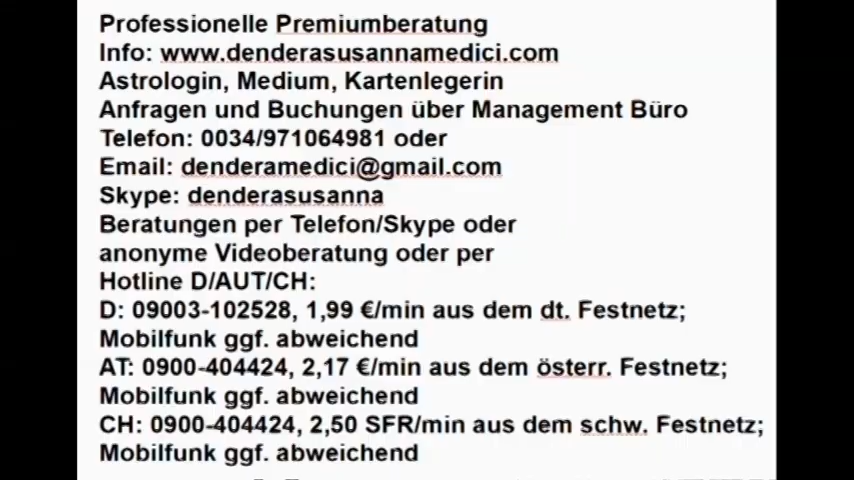 Professionelle Premiumberatung
Info: www.denderasusannamedici.com
Astrologin, Medium, Kartenlegerin
Anfragen und Buchungen über Management Büro
Telefon: 0034/971064981 oder
Email: denderamedici@gmail.com
Skype: denderasusanna
Beratungen per Telefon/Skype oder
anonyme Videoberatung oder per
Hotline D/AUT/CH:
D: 09003-102528, 1,99 €/min aus dem dt. Festnetz;
Mobilfunk ggf. abweichend
AT: 0900-404424, 2,17 €/min aus dem österr. Festnetz;
Mobilfunk ggf. abweichend
CH: 0900-404424, 2,50 SFR/min aus dem schw. Festnetz;
Mobilfunk ggf. abweichend